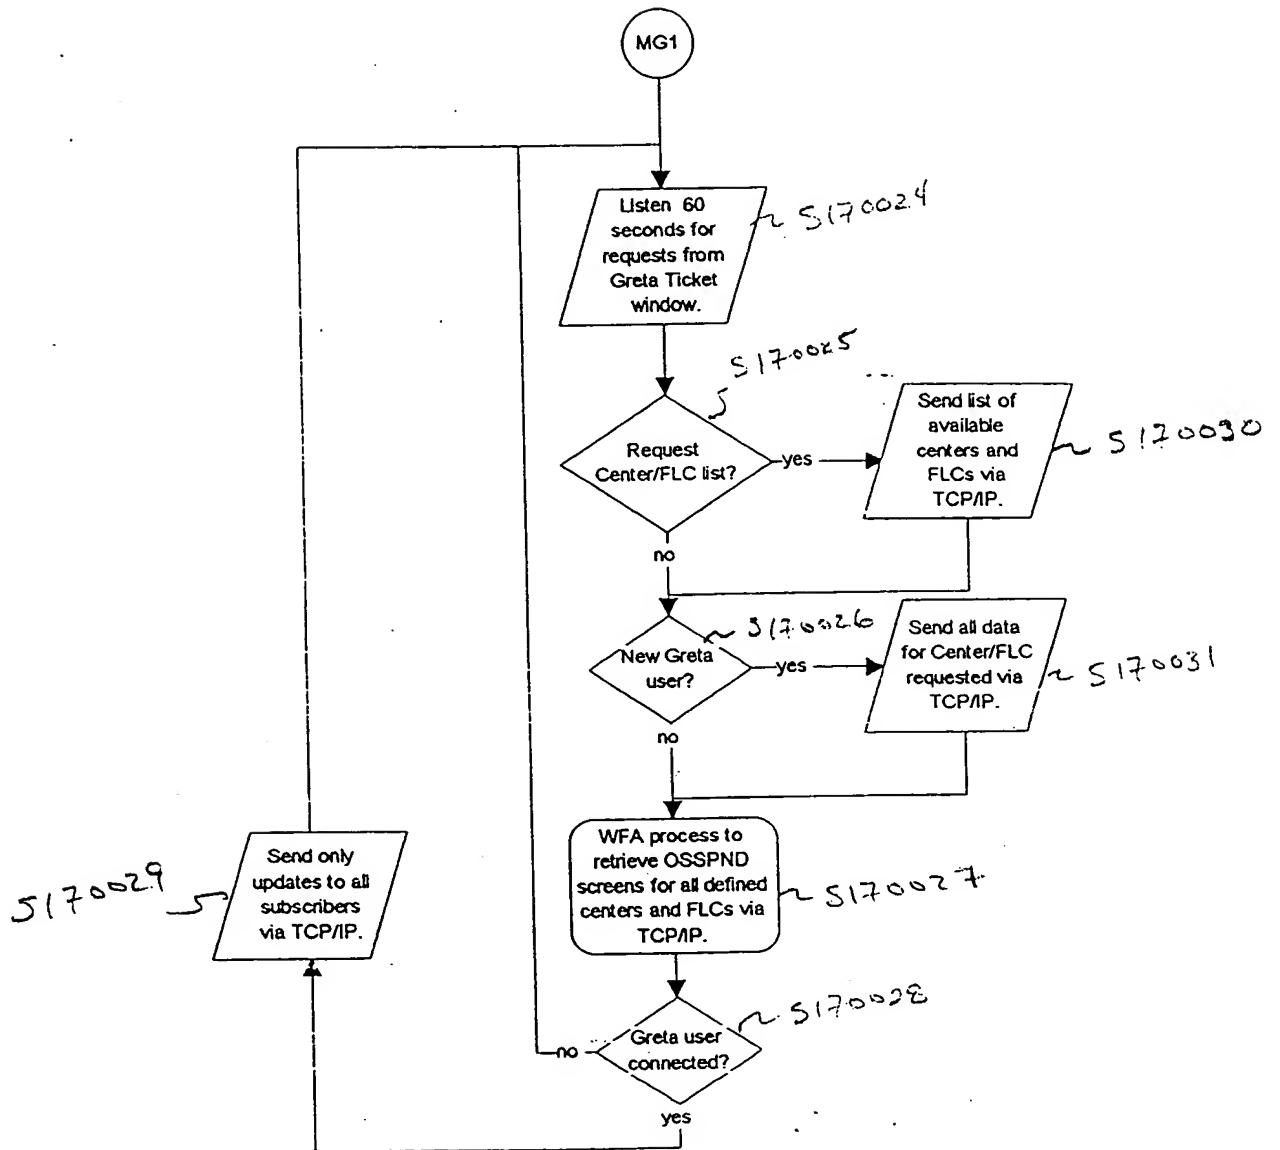 MG1
Listen 60
seconds for
requests from
Greta Ticket
window.
S170024
S170025
Request
Center/FLC list?
yes
Send list of
available
centers and
FLCs via
TCP/IP.
S170030
no
S170026
New Greta
user?
yes
Send all data
for Center/FLC
requested via
TCP/IP.
S170031
no
WFA process to
retrieve OSSPND
screens for all defined
centers and FLCs via
TCP/IP.
S170027
Send only
updates to all
subscribers
via TCP/IP.
S170029
S170028
Greta user
connected?
no
yes